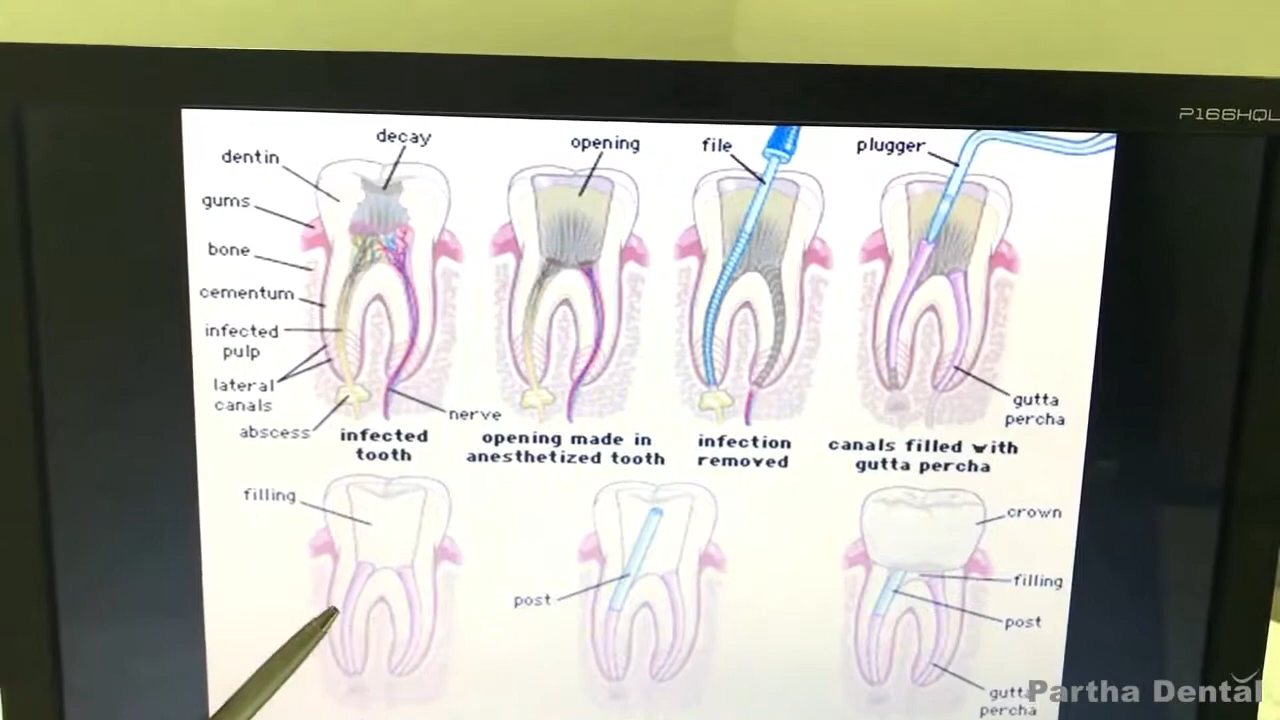 P166HQL
decay
dentin
opening
file
plugger
gums
bone
cementum
infected
pulp
lateral
canals
abscess
nerve
gutta
percha
infected
tooth
opening made in
anesthetized tooth
infection
removed
canals filled with
gutta percha
filling
post
crown
filling
post
gutta
percha
Partha Dental